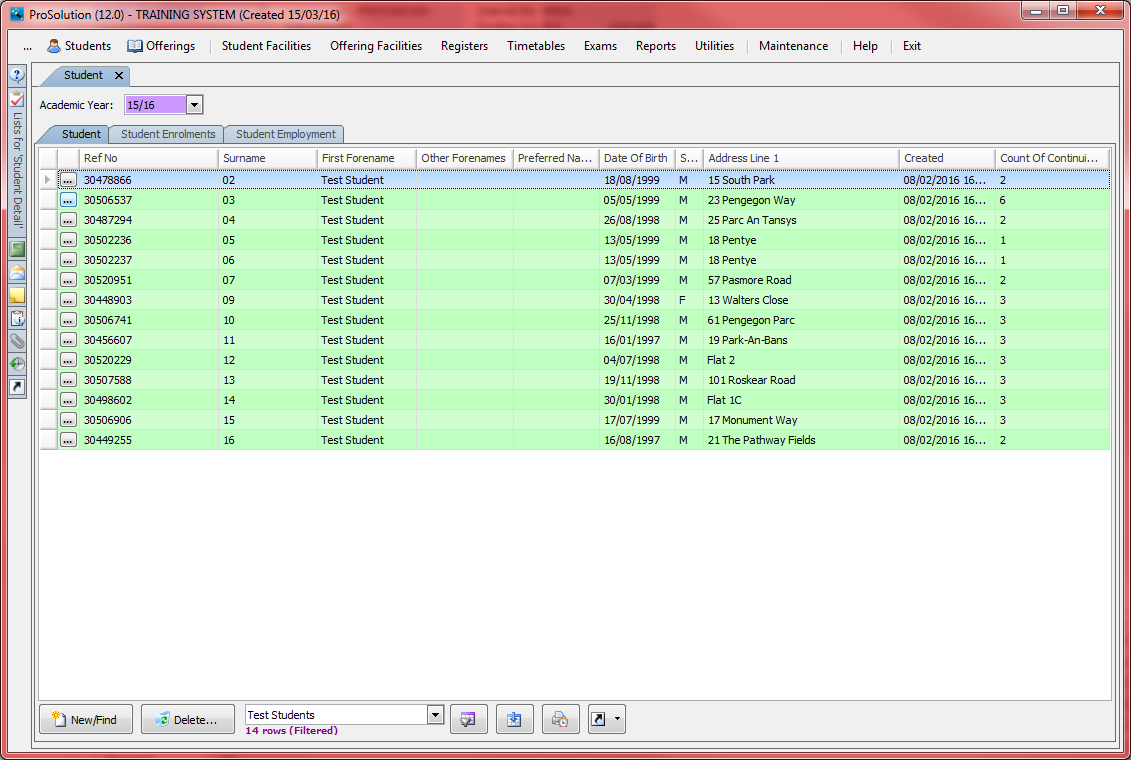 ProSolution (12.0) - TRAINING SYSTEM (Created 15/03/16)
... Students Offerings Student Facilities Offering Facilities Registers Timetables Exams Reports Utilities Maintenance Help Exit
Student
Academic Year: 15/16
Lists for 'Student Detail'
Student Student Enrolments Student Employment
Ref No Surname First Forename Other Forenames Preferred Na... Date Of Birth S... Address Line 1 Created Count Of Continui...
... 30478866 02 Test Student 18/08/1999 M 15 South Park 08/02/2016 16... 2
... 30506537 03 Test Student 05/05/1999 M 23 Pengegon Way 08/02/2016 16... 6
... 30487294 04 Test Student 26/08/1998 M 25 Parc An Tansys 08/02/2016 16... 2
... 30502236 05 Test Student 13/05/1999 M 18 Pentye 08/02/2016 16... 1
... 30502237 06 Test Student 13/05/1999 M 18 Pentye 08/02/2016 16... 1
... 30520951 07 Test Student 07/03/1999 M 57 Pasmore Road 08/02/2016 16... 2
... 30448903 09 Test Student 30/04/1998 F 13 Walters Close 08/02/2016 16... 3
... 30506741 10 Test Student 25/11/1998 M 61 Pengegon Parc 08/02/2016 16... 3
... 30456607 11 Test Student 16/01/1997 M 19 Park-An-Bans 08/02/2016 16... 3
... 30520229 12 Test Student 04/07/1998 M Flat 2 08/02/2016 16... 3
... 30507588 13 Test Student 19/11/1998 M 101 Roskear Road 08/02/2016 16... 3
... 30498602 14 Test Student 30/01/1998 M Flat 1C 08/02/2016 16... 3
... 30506906 15 Test Student 17/07/1999 M 17 Monument Way 08/02/2016 16... 3
... 30449255 16 Test Student 16/08/1997 M 21 The Pathway Fields 08/02/2016 16... 2
New/Find Delete... Test Students
14 rows (Filtered)